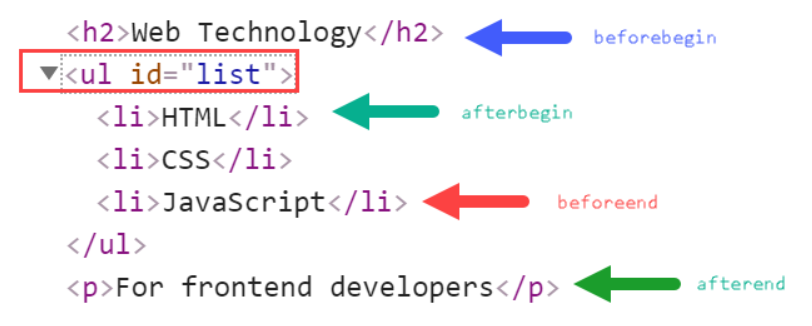 <h2>Web Technology</h2> beforebegin
▼<ul id="list">
<li>HTML</li> afterbegin
<li>CSS</li>
<li>JavaScript</li> beforeend
</ul>
<p>For frontend developers</p> afterend